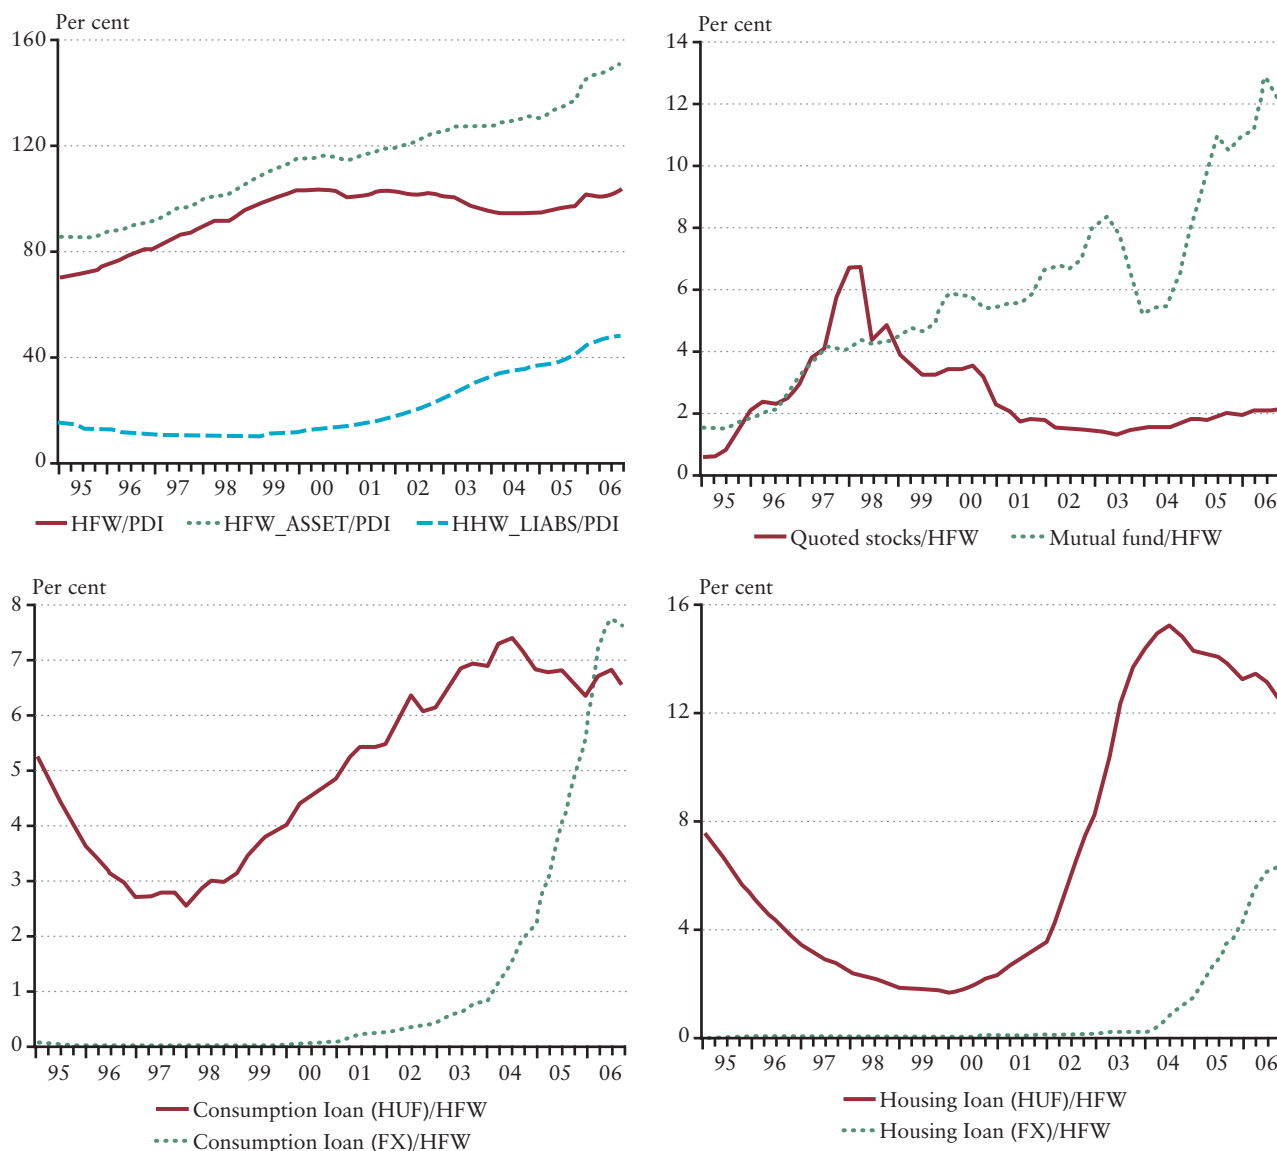 Per cent
160
120
80
40
0
95 96 97 98 99 00 01 02 03 04 05 06
HFW/PDI HFW_ASSET/PDI HHW_LIABS/PDI
Per cent
14
12
10
8
6
4
2
0
95 96 97 98 99 00 01 02 03 04 05 06
Quoted stocks/HFW Mutual fund/HFW
Per cent
8
7
6
5
4
3
2
1
0
95 96 97 98 99 00 01 02 03 04 05 06
Consumption Ioan (HUF)/HFW
Consumption Ioan (FX)/HFW
Per cent
16
12
8
4
0
95 96 97 98 99 00 01 02 03 04 05 06
Housing Ioan (HUF)/HFW
Housing Ioan (FX)/HFW